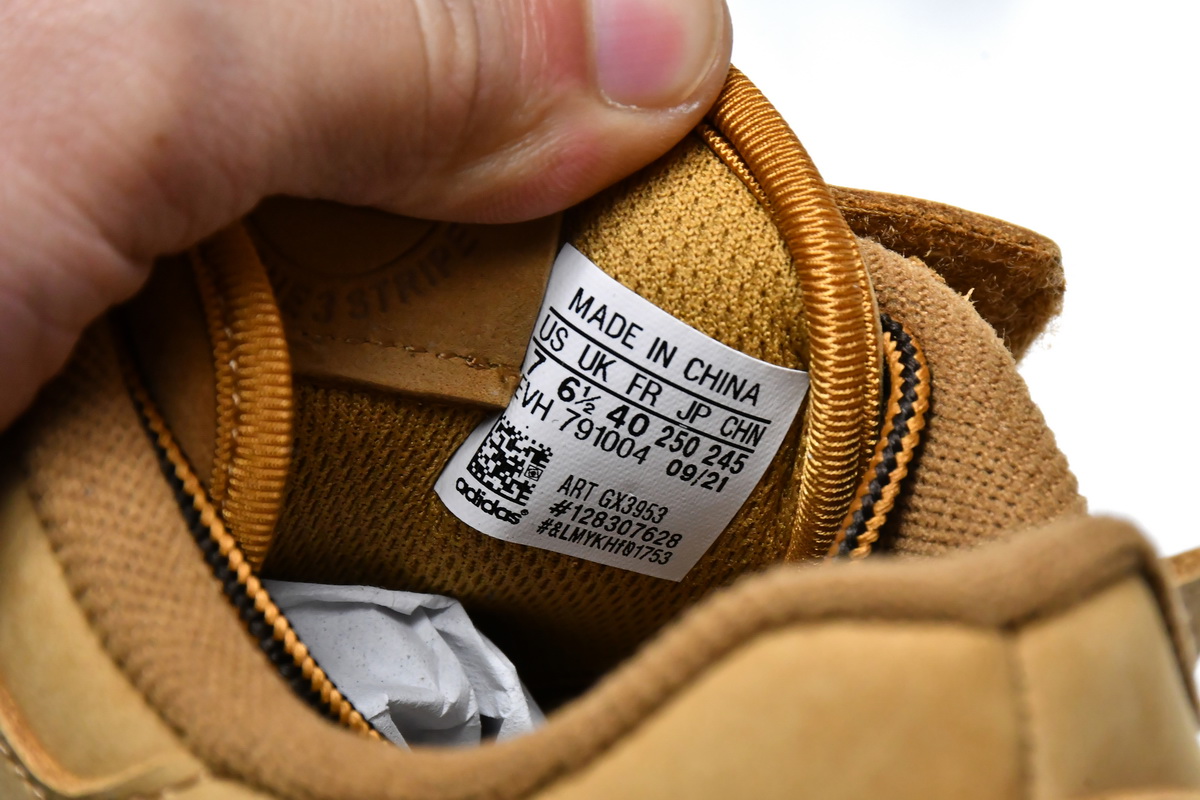 3STRIPE
MADE IN CHINA
US UK FR JP CHN
7 6½ 40 250 245
EVH 791004 09/21
ART GX3953
#128307628
#&LMYKHf01753
adidas®